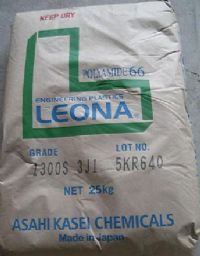 KEEP DRY
POLYAMIDE 66
ENGINEERING PLASTICS
LEONA
GRADE LOT NO.
1300S 3J1 5KR640
NET 25kg
ASAHI KASEI CHEMICALS
Made in Japan